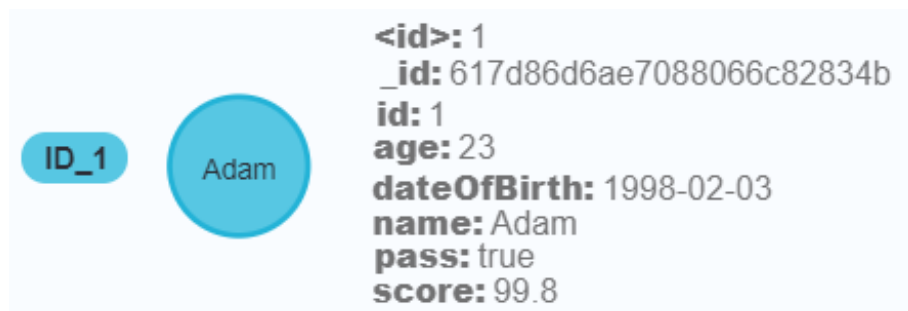 ID_1
Adam
<id>: 1
_id: 617d86d6ae7088066c82834b
id: 1
age: 23
dateOfBirth: 1998-02-03
name: Adam
pass: true
score: 99.8